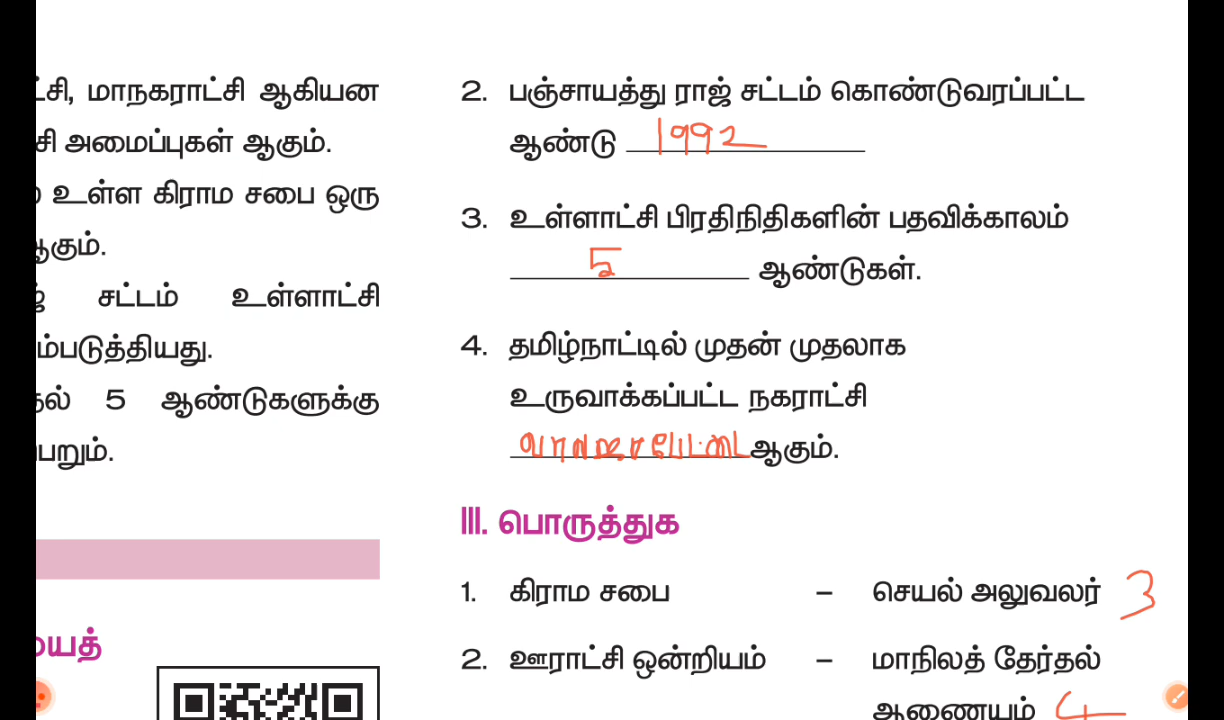 ட்சி, மாநகராட்சி ஆகியன
சி அமைப்புகள் ஆகும்.
உள்ள கிராம சபை ஒரு
ஆகும்.
சட்டம் உள்ளாட்சி
ம்படுத்தியது.
தல் 5 ஆண்டுகளுக்கு
பறும்.
யைத்
2. பஞ்சாயத்து ராஜ் சட்டம் கொண்டுவரப்பட்ட
ஆண்டு 1992
3. உள்ளாட்சி பிரதிநிதிகளின் பதவிக்காலம்
5 ஆண்டுகள்.
4. தமிழ்நாட்டில் முதன் முதலாக
உருவாக்கப்பட்ட நகராட்சி
ஆகும்.
III. பொருத்துக
1. கிராம சபை – செயல் அலுவலர் 3
2. ஊராட்சி ஒன்றியம் – மாநிலத் தேர்தல்
ஆணையம் 4